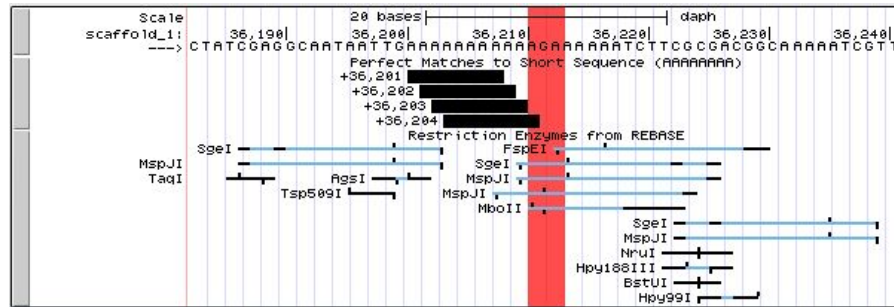 Scale 20 bases daph
scaffold_1: 36,190 36,200 36,210 36,220 36,230 36,240
---> CTATCGAGGCAATAATTGAAAAAAAAAAAGAAAAAATCTTCGCGACGGCAAAAATCGTT
Perfect Matches to Short Sequence (AAAAAAAA)
+36,201
+36,202
+36,203
+36,204
Restriction Enzymes from REBASE
SgeI FspEI
MspJI SgeI
TaqI AgsI MspJI
Tsp509I MspJI
MboII
SgeI
MspJI
NruI
Hpy188III
BstUI
Hpy99I